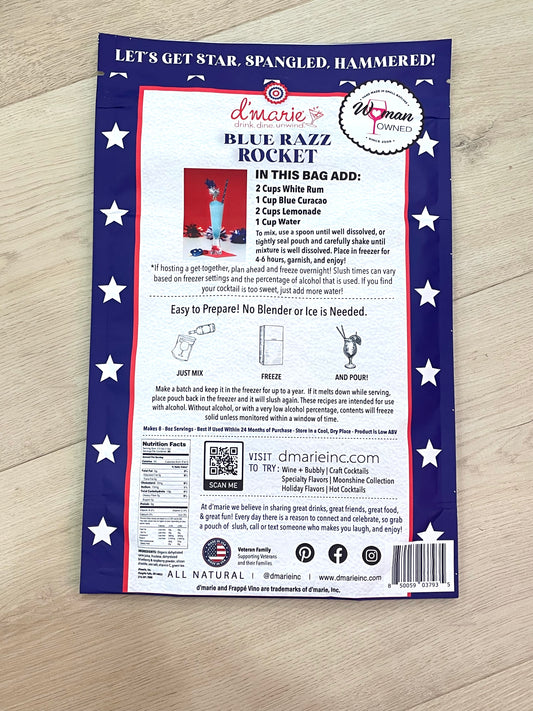 LET'S GET STAR, SPANGLED, HAMMERED!
d'marie
drink. dine. unwind.
Woman
OWNED
BLUE RAZZ
ROCKET
IN THIS BAG ADD:
2 Cups White Rum
1 Cup Blue Curacao
2 Cups Lemonade
1 Cup Water
To mix, use a spoon until well dissolved, or
tightly seal pouch and carefully shake until
mixture is well dissolved. Place in freezer for
4-6 hours, garnish, and enjoy!
*If hosting a get-together, plan ahead and freeze overnight! Slush times can vary
based on freezer settings and the percentage of alcohol that is used. If you find
your cocktail is too sweet, just add more water!
Easy to Prepare! No Blender or Ice is Needed.
JUST MIX
FREEZE
AND POUR!
Make a batch and keep it in the freezer for up to a year. If it melts down while serving,
place pouch back in the freezer and it will slush again. These recipes are intended for use
with alcohol. Without alcohol, or with a very low alcohol percentage, contents will freeze
solid unless monitored within a window of time.
Makes 8 - 8oz Servings - Best If Used Within 24 Months of Purchase - Store in a Cool, Dry Place - Product is Low ABV
Nutrition Facts
SCAN ME
VISIT dmarieinc.com
TO TRY: Wine + Bubbly | Craft Cocktails
Specialty Flavors | Moonshine Collection
Holiday Flavors | Hot Cocktails
At d'marie we believe in sharing great drinks, great friends, great food,
& great fun! Every day there is a reason to connect and celebrate, so grab
a pouch of slush, call or text someone who makes you laugh, and enjoy!
Veteran Family
Supporting Veterans
and their Families
ALL NATURAL | @dmarieinc | www.dmarieinc.com
d'marie and Frappé Vino are trademarks of d'marie, Inc.
8 50059 03793 5